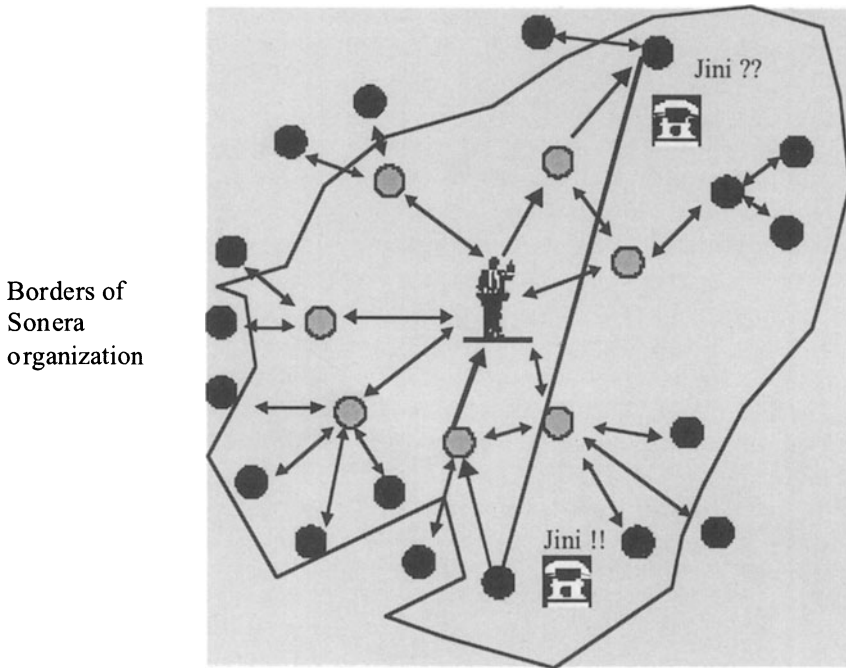 Jini ??
Borders of
Sonera
organization
Jini !!